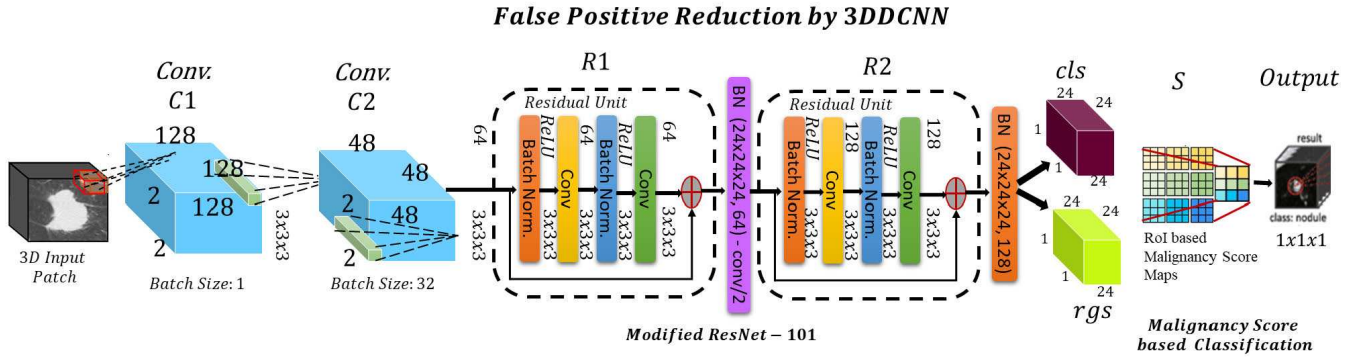 False Positive Reduction by 3DDCNN
Conv.
C1
128
128
128
2
2
3x3x3
3D Input
Patch
Batch Size: 1
Conv.
C2
48
48
48
2
2
3x3x3
Batch Size: 32
R1
Residual Unit
64
Batch Norm.
ReLU
3x3x3
Conv
64
3x3x3
Batch Norm.
ReLU
3x3x3
Conv
64
3x3x3
BN (24x24x24, 64) - conv/2
R2
Residual Unit
Batch Norm.
ReLU
3x3x3
Conv
128
3x3x3
Batch Norm.
ReLU
3x3x3
Conv
128
3x3x3
BN (24x24x24, 128)
Modified ResNet − 101
cls
24
24
1
1
24
24
24
1
1
24
rgs
S
RoI based
Malignancy Score
Maps
Output
result
class: nodule
1x1x1
Malignancy Score
based Classification